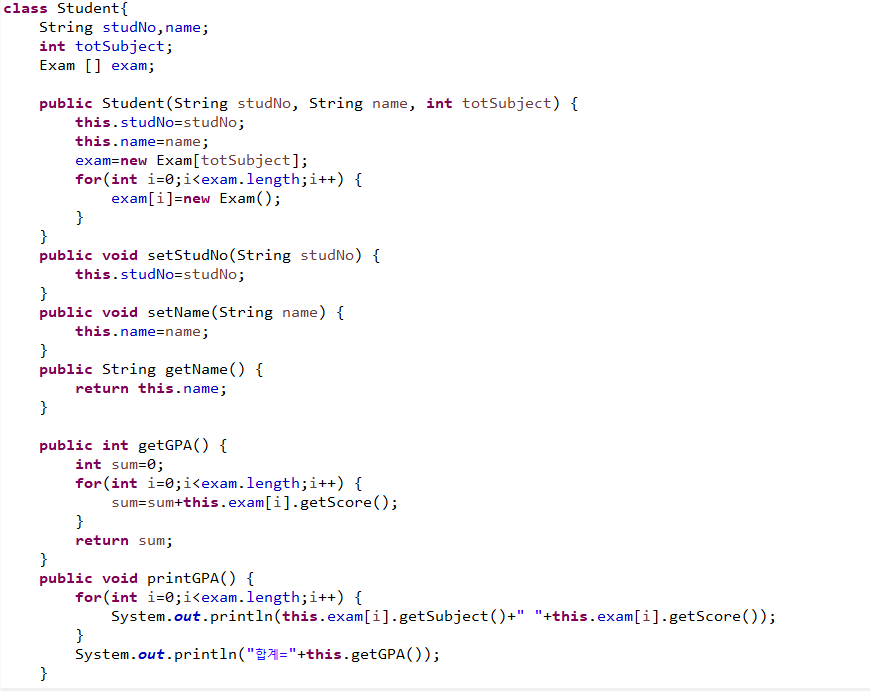 class Student{
    String studNo,name;
    int totSubject;
    Exam [] exam;

    public Student(String studNo, String name, int totSubject) {
        this.studNo=studNo;
        this.name=name;
        exam=new Exam[totSubject];
        for(int i=0;i<exam.length;i++) {
            exam[i]=new Exam();
        }
    }
    public void setStudNo(String studNo) {
        this.studNo=studNo;
    }
    public void setName(String name) {
        this.name=name;
    }
    public String getName() {
        return this.name;
    }

    public int getGPA() {
        int sum=0;
        for(int i=0;i<exam.length;i++) {
            sum=sum+this.exam[i].getScore();
        }
        return sum;
    }
    public void printGPA() {
        for(int i=0;i<exam.length;i++) {
            System.out.println(this.exam[i].getSubject()+" "+this.exam[i].getScore());
        }
        System.out.println("합계="+this.getGPA());
    }